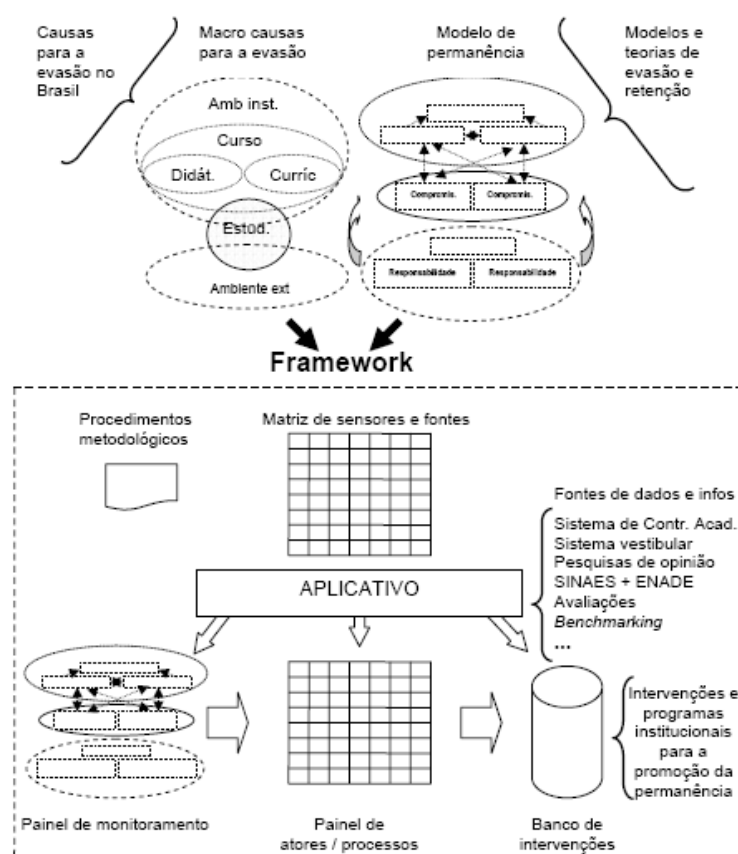 Causas
para a
evasão no
Brasil
Macro causas
para a evasão
Modelo de
permanência
Modelos e
teorias de
evasão e
retenção
Amb inst.
Curso
Didát.
Curríc
Estod.
Ambiente ext
Compromis.
Compromis.
Responsabilidade
Responsabilidade
Framework
Procedimentos
metodológicos
Matriz de sensores e fontes
Fontes de dados e infos
Sistema de Contr. Acad.
Sistema vestibular
Pesquisas de opinião
SINAES + ENADE
Avaliações
Benchmarking
...
APLICATIVO
Intervenções e
programas
institucionais
para a
promoção da
permanência
Painel de monitoramento
Painel de
atores / processos
Banco de
intervenções